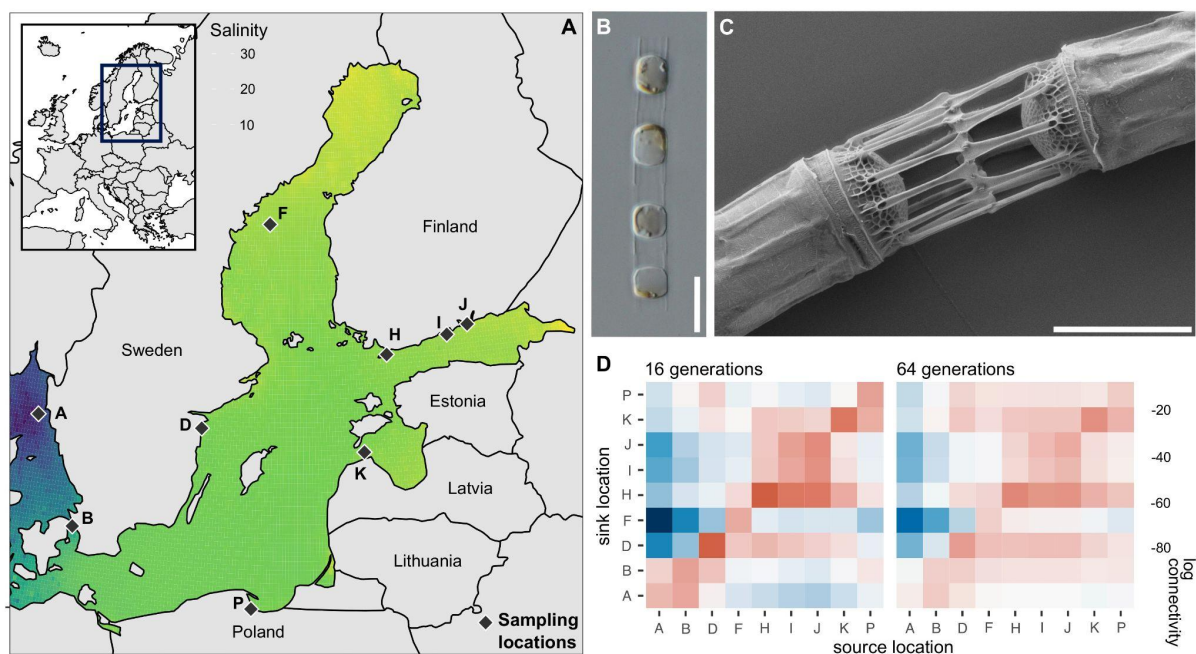 Salinity
30
20
10
A
F
Finland
J
I
H
Sweden
Estonia
A
D
K
Latvia
B
Lithuania
P
Poland
Sampling
locations
B
C
D
16 generations
64 generations
P
K
J
I
H
F
D
B
A
sink location
A B D F H I J K P
A B D F H I J K P
source location
-20
-40
-60
-80
log
connectivity